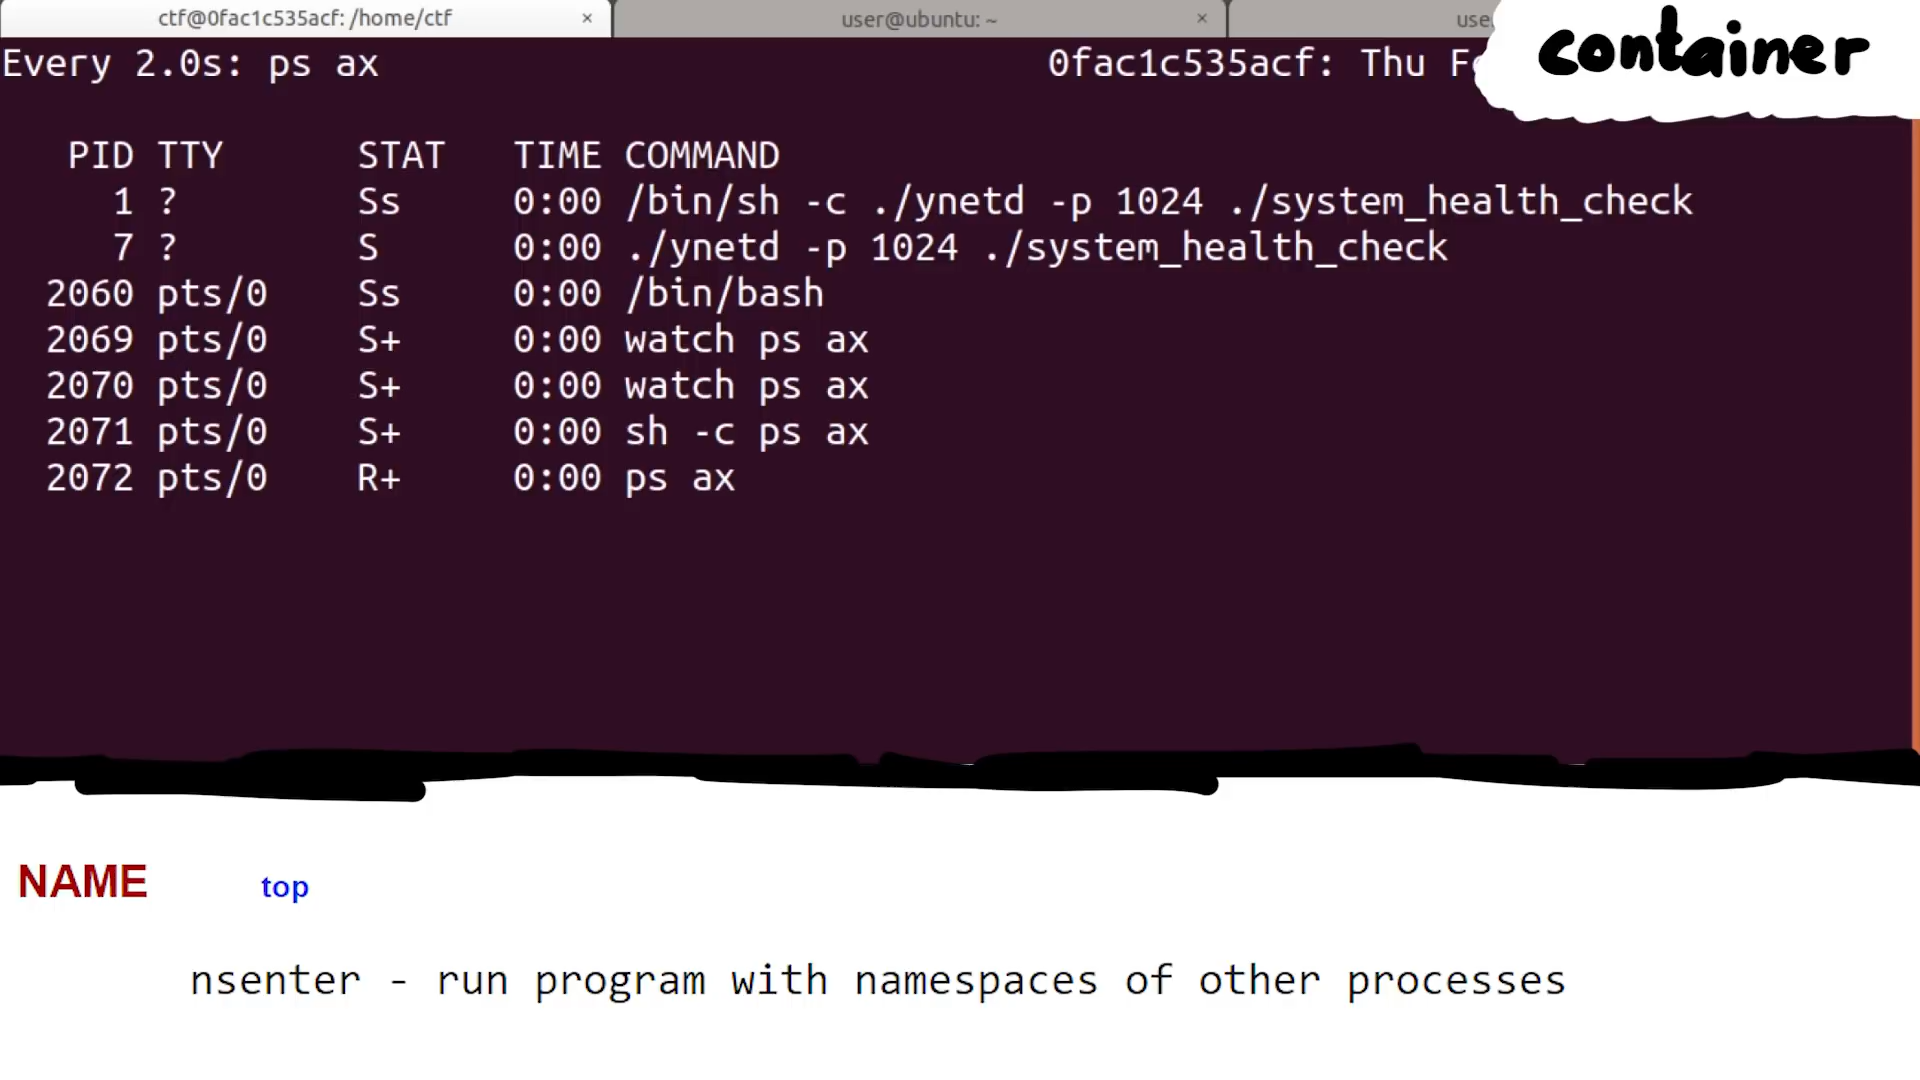 ctf@0fac1c535acf: /home/ctf × user@ubuntu: ~ × use
container
Every 2.0s: ps ax 0fac1c535acf: Thu
PID TTY STAT TIME COMMAND
1 ? Ss 0:00 /bin/sh -c ./ynetd -p 1024 ./system_health_check
7 ? S 0:00 ./ynetd -p 1024 ./system_health_check
2060 pts/0 Ss 0:00 /bin/bash
2069 pts/0 S+ 0:00 watch ps ax
2070 pts/0 S+ 0:00 watch ps ax
2071 pts/0 S+ 0:00 sh -c ps ax
2072 pts/0 R+ 0:00 ps ax
NAME top
nsenter - run program with namespaces of other processes